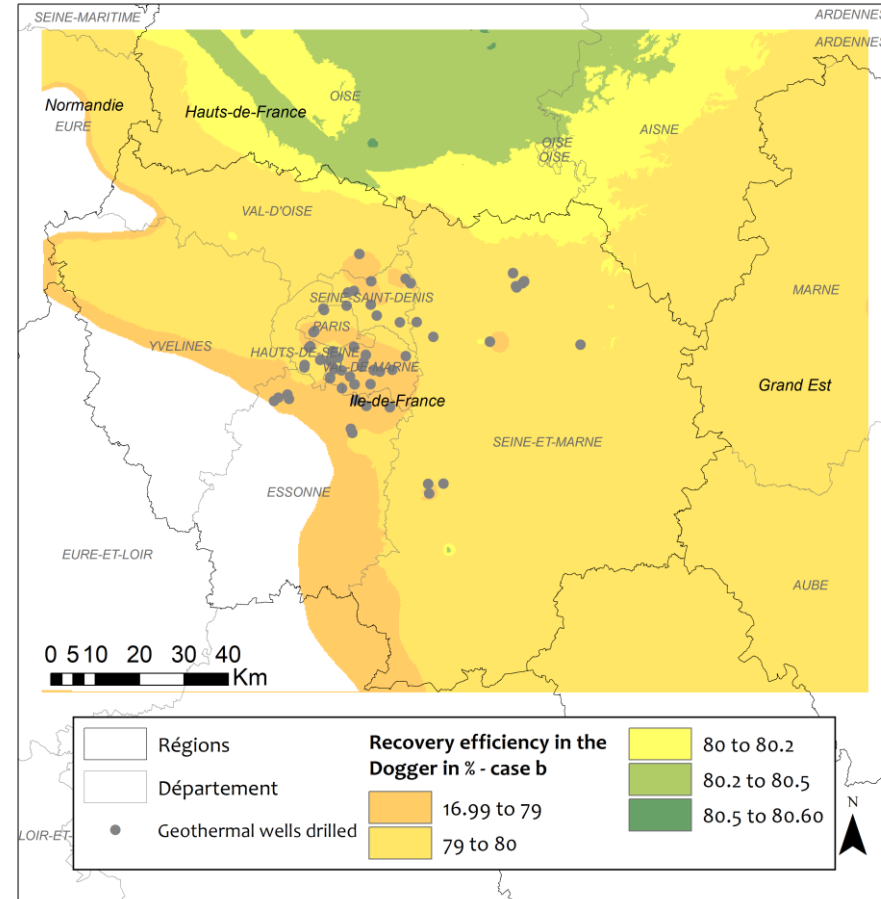 SEINE-MARITIME
ARDENNES
ARDENNES
OISE
Normandie
Hauts-de-France
EURE
AISNE
OISE
OISE
VAL-D'OISE
MARNE
SEINE-SAINT-DENIS
PARIS
YVELINES
HAUTS-DE-SEINE
VAL-DE-MARNE
Grand Est
Ile-de-France
SEINE-ET-MARNE
ESSONNE
EURE-ET-LOIR
AUBE
0 5 10 20 30 40
Km
Régions
Département
Geothermal wells drilled
Recovery efficiency in the
Dogger in % - case b
16.99 to 79
79 to 80
80 to 80.2
80.2 to 80.5
80.5 to 80.60
N
LOIR-ET-